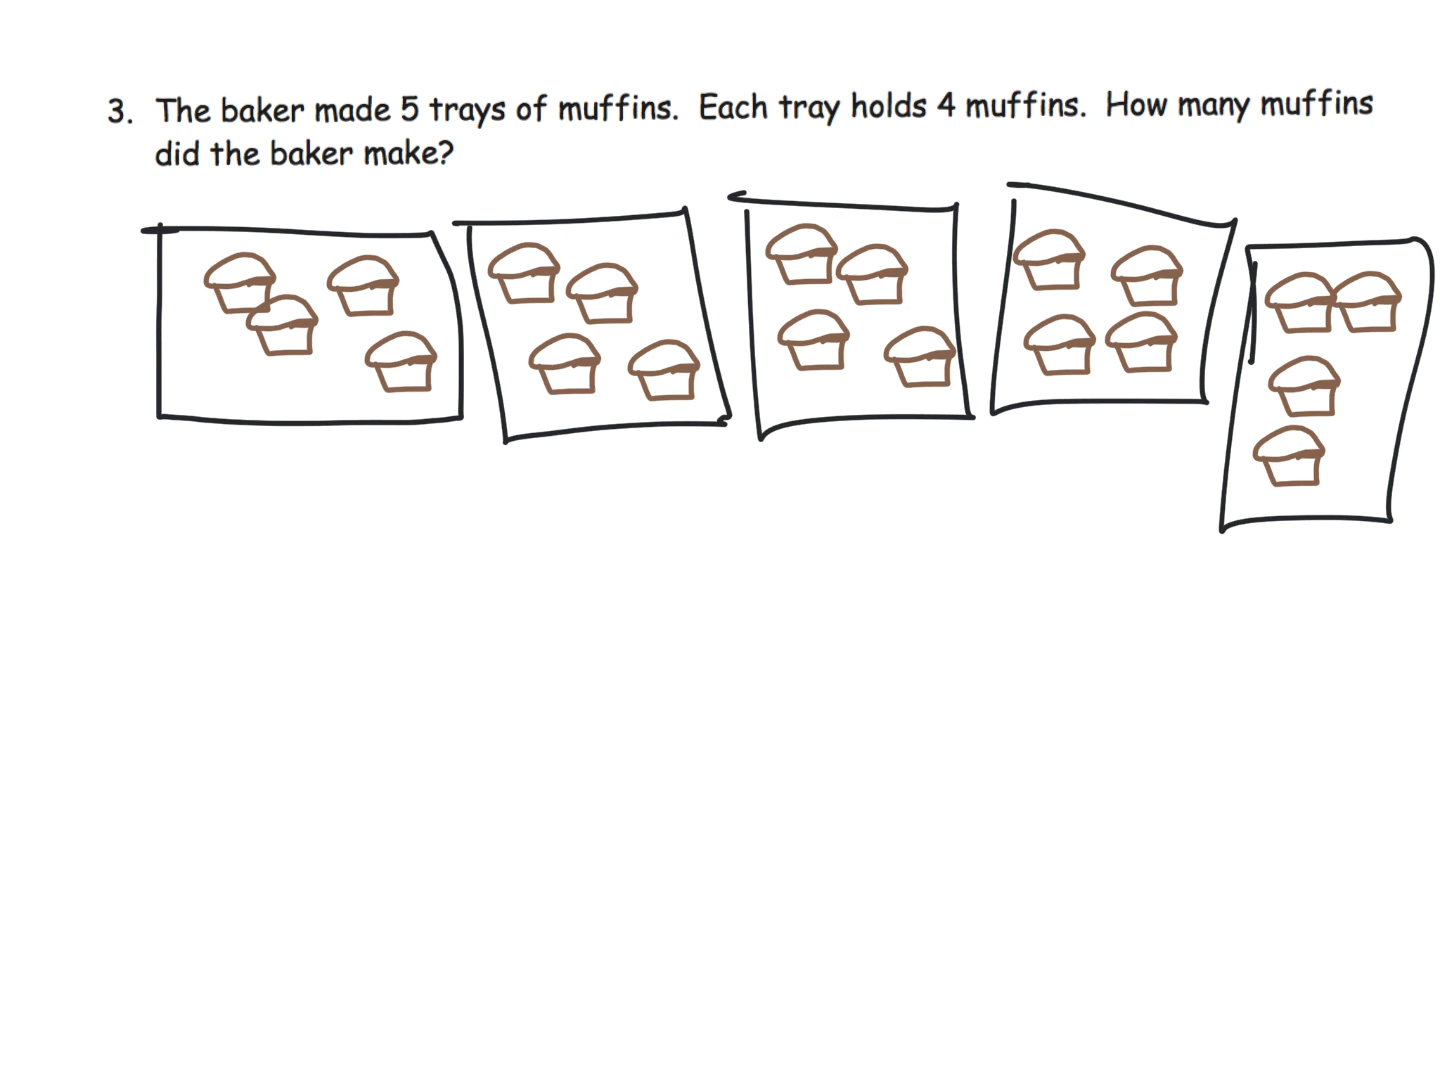 3. The baker made 5 trays of muffins. Each tray holds 4 muffins. How many muffins
did the baker make?